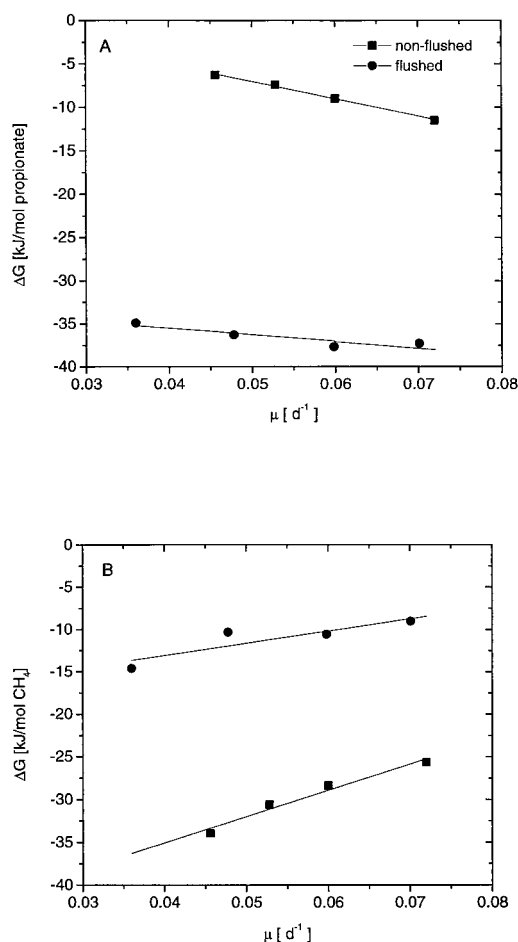 A
non-flushed
flushed
0
-5
-10
-15
-20
-25
-30
-35
-40
ΔG [kJ/mol propionate]
0.03 0.04 0.05 0.06 0.07 0.08
μ [ d⁻¹ ]
B
0
-5
-10
-15
-20
-25
-30
-35
-40
ΔG [kJ/mol CH₄]
0.03 0.04 0.05 0.06 0.07 0.08
μ [ d⁻¹ ]